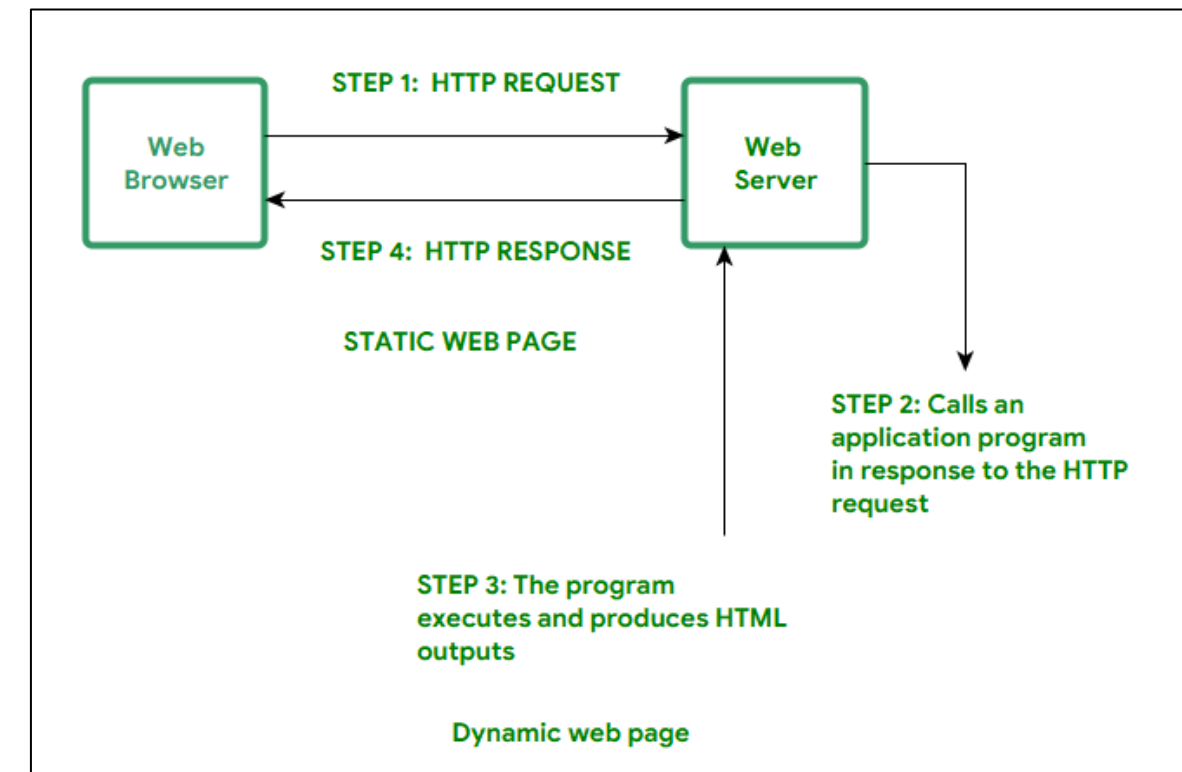 STEP 1: HTTP REQUEST
Web
Browser
Web
Server
STEP 4: HTTP RESPONSE
STATIC WEB PAGE
STEP 2: Calls an
application program
in response to the HTTP
request
STEP 3: The program
executes and produces HTML
outputs
Dynamic web page